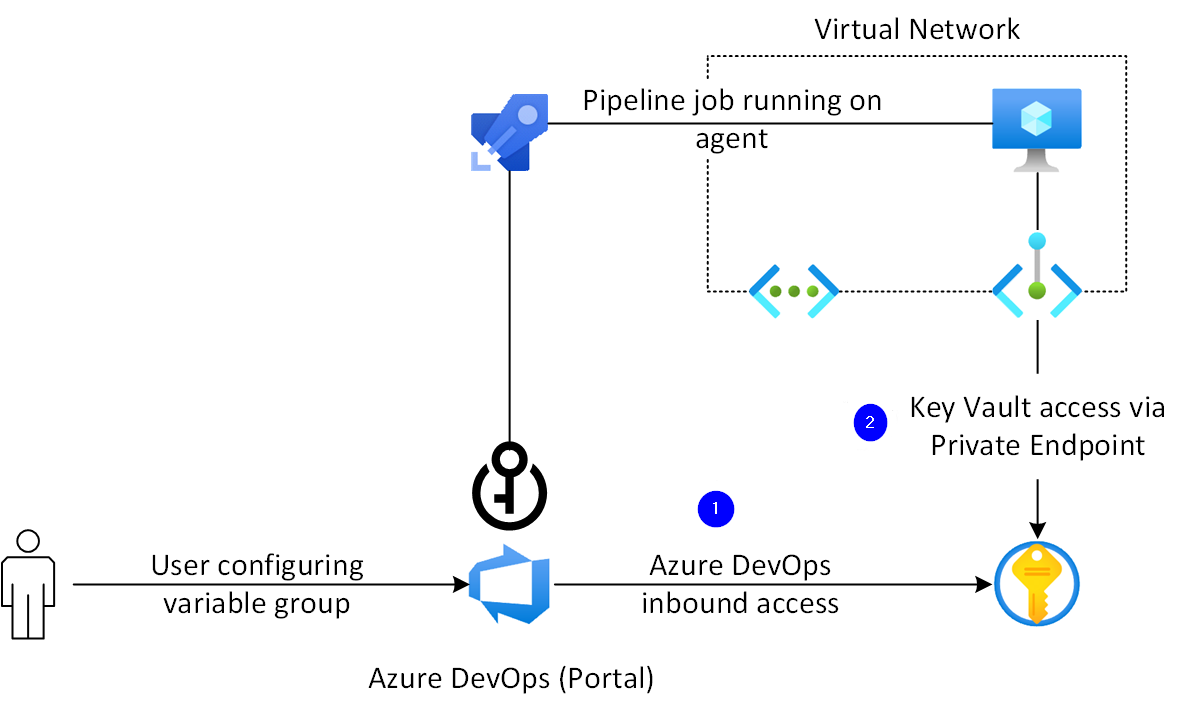 Virtual Network
Pipeline job running on
agent
Key Vault access via
Private Endpoint
2
1
User configuring
variable group
Azure DevOps
inbound access
Azure DevOps (Portal)